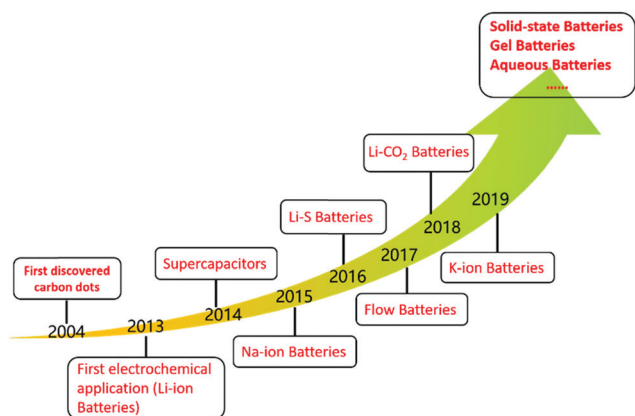 Solid-state Batteries
Gel Batteries
Aqueous Batteries
......
Li-CO₂ Batteries
2019
Li-S Batteries
2018
2017
K-ion Batteries
Supercapacitors
2016
First discovered
carbon dots
2015
Flow Batteries
2014
2004
2013
Na-ion Batteries
First electrochemical
application (Li-ion
Batteries)